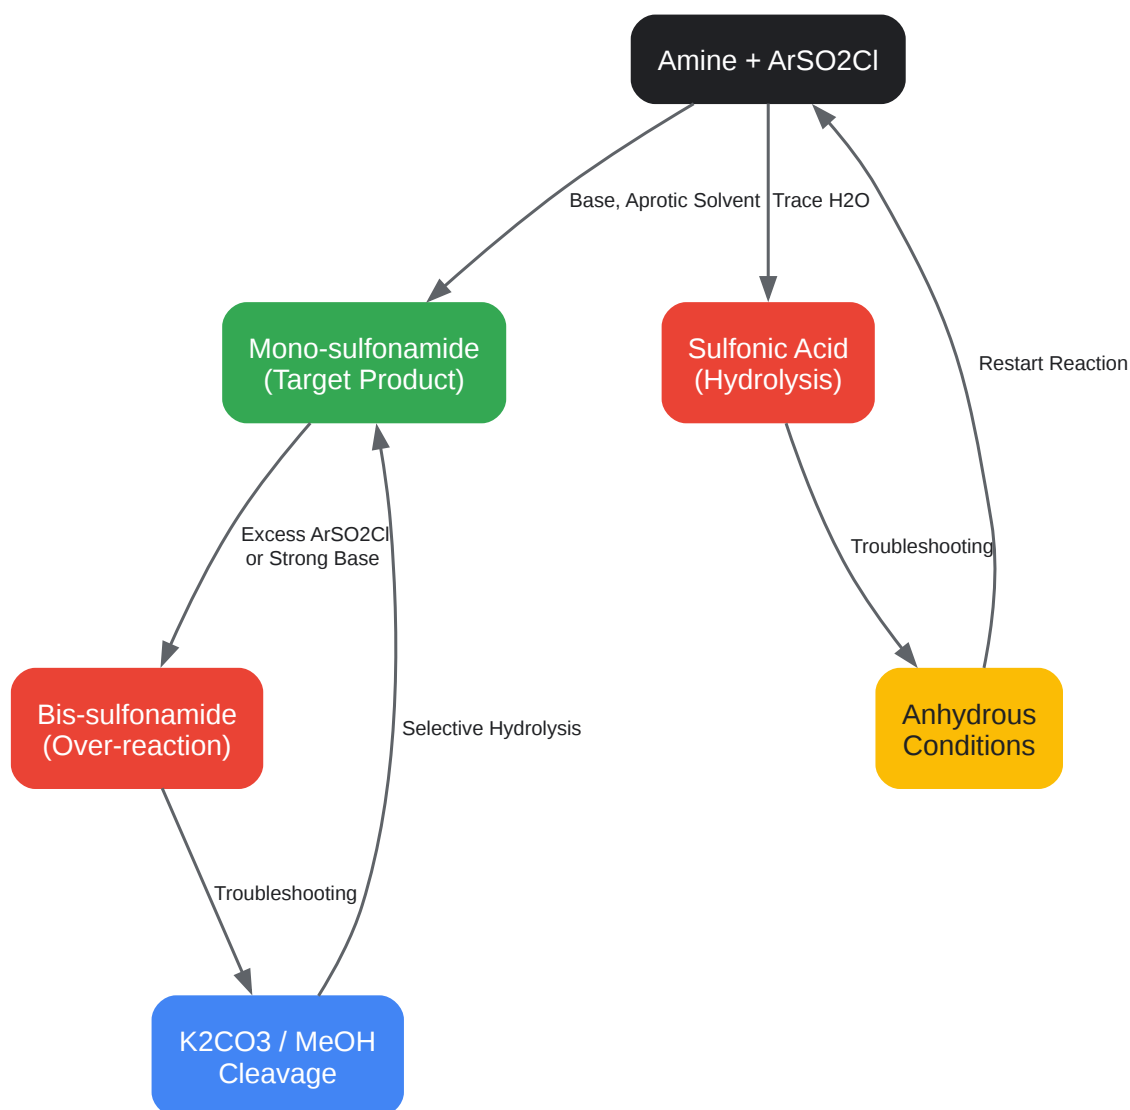 Amine + ArSO2Cl
Base, Aprotic Solvent
Trace H2O
Mono-sulfonamide
(Target Product)
Sulfonic Acid
(Hydrolysis)
Restart Reaction
Excess ArSO2Cl
or Strong Base
Troubleshooting
Bis-sulfonamide
(Over-reaction)
Selective Hydrolysis
Anhydrous
Conditions
Troubleshooting
K2CO3 / MeOH
Cleavage